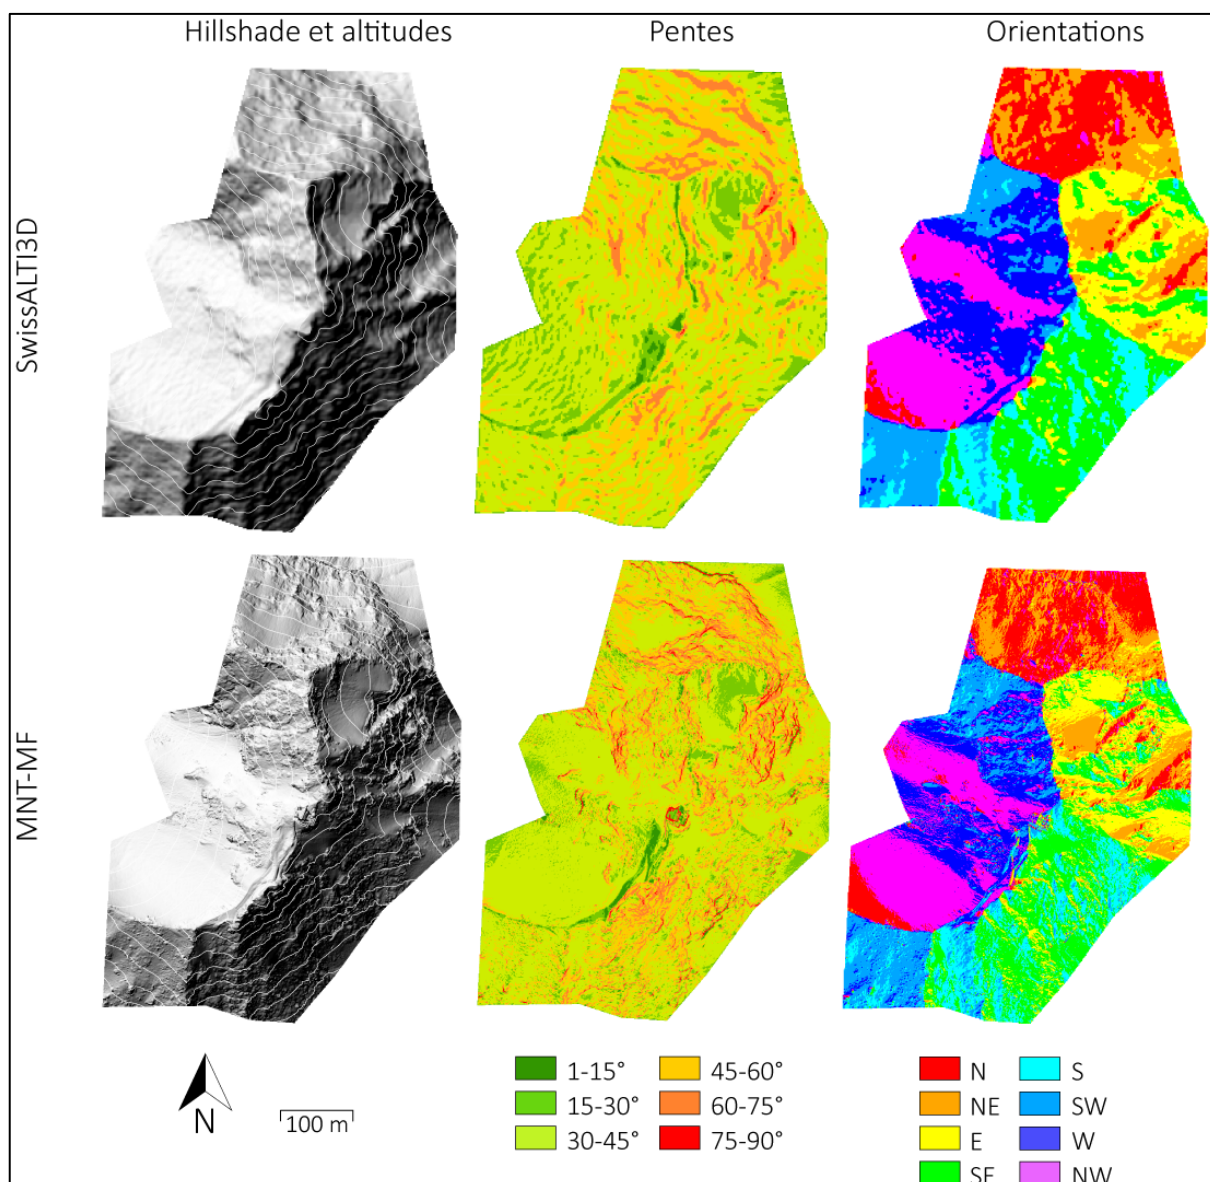 Hillshade et altitudes Pentes Orientations
SwissALTI3D
MNT-MF
N
100 m
1-15° 45-60°
15-30° 60-75°
30-45° 75-90°
N S
NE SW
E W
SE NW